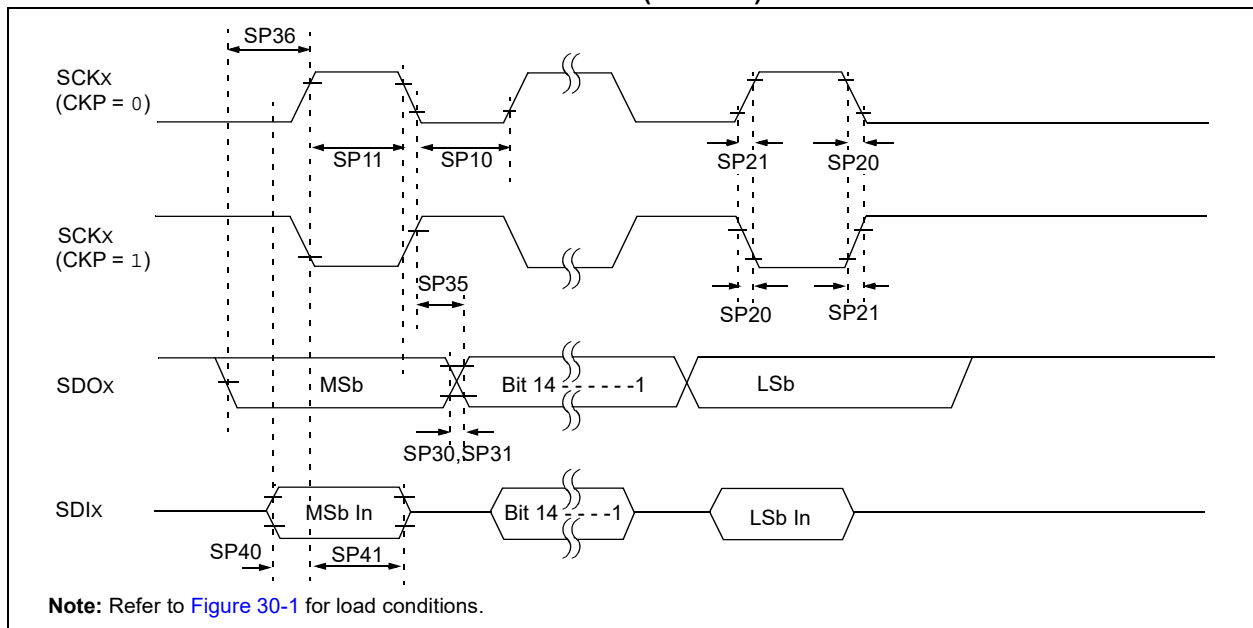 SP36
SCKx
(CKP = 0)
SP11
SP10
SP21
SP20
SCKx
(CKP = 1)
SP35
SP20
SP21
SDOx
MSb
Bit 14 - - - - - -1
LSb
SP30,SP31
SDIx
MSb In
Bit 14 - - - -1
LSb In
SP40
SP41
Note: Refer to Figure 30-1 for load conditions.